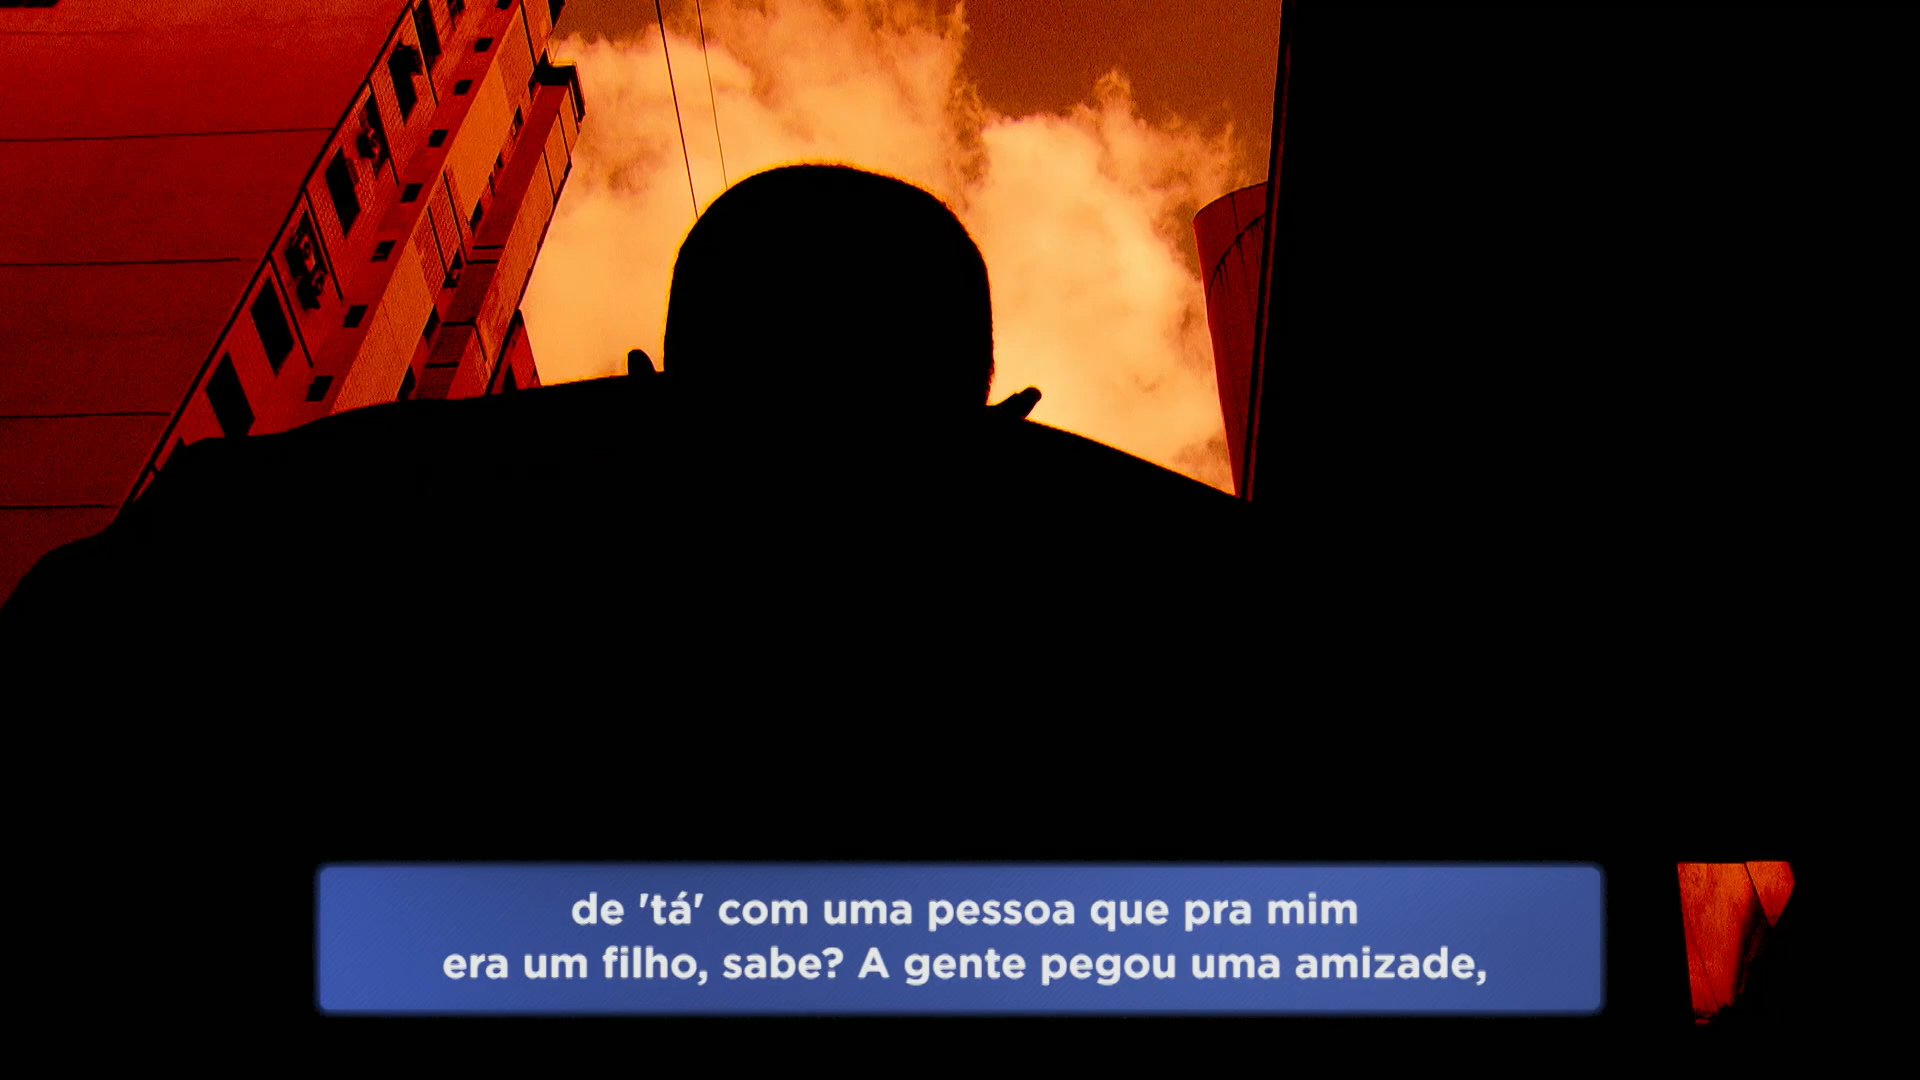 de 'tá' com uma pessoa que pra mim
era um filho, sabe? A gente pegou uma amizade,